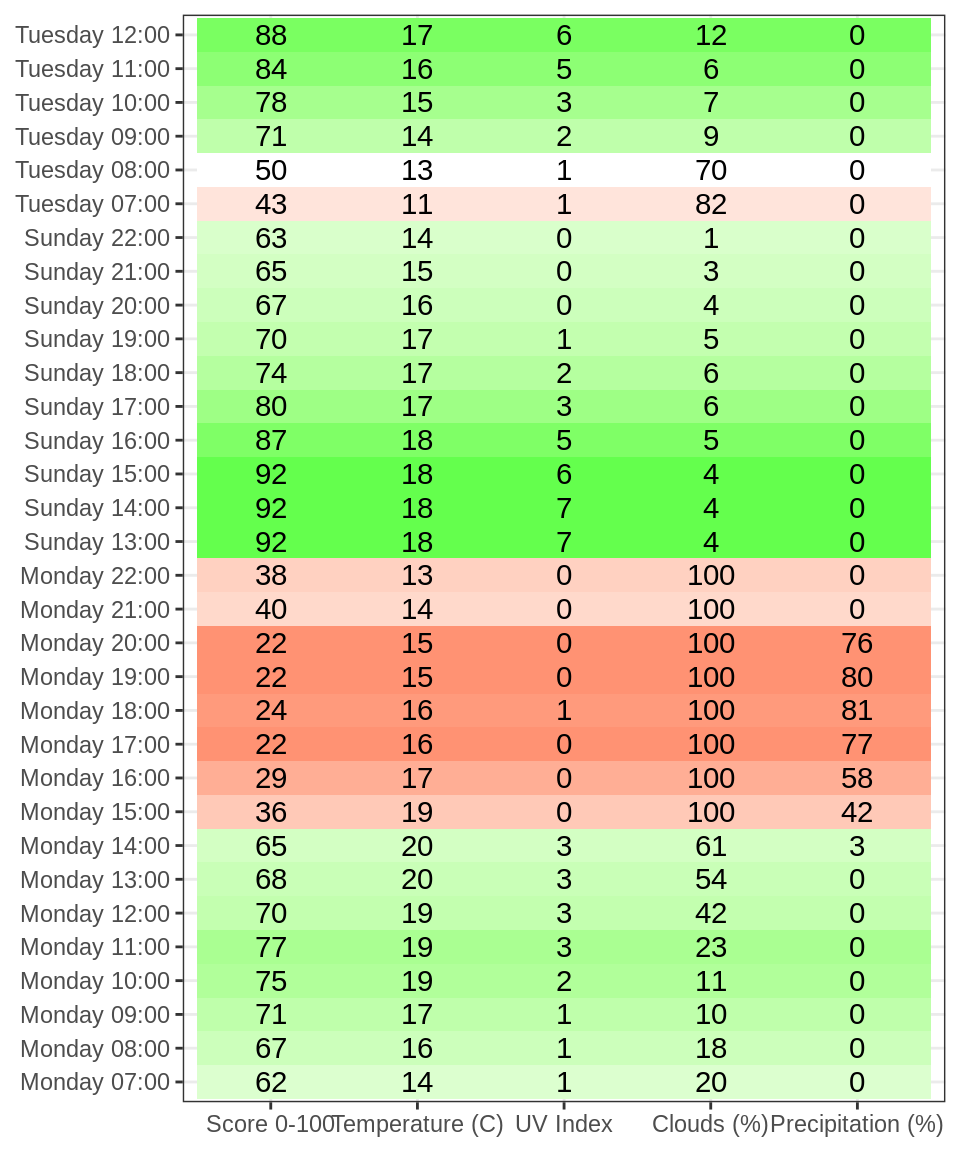 Tuesday 12:00 88 17 6 12 0
Tuesday 11:00 84 16 5 6 0
Tuesday 10:00 78 15 3 7 0
Tuesday 09:00 71 14 2 9 0
Tuesday 08:00 50 13 1 70 0
Tuesday 07:00 43 11 1 82 0
Sunday 22:00 63 14 0 1 0
Sunday 21:00 65 15 0 3 0
Sunday 20:00 67 16 0 4 0
Sunday 19:00 70 17 1 5 0
Sunday 18:00 74 17 2 6 0
Sunday 17:00 80 17 3 6 0
Sunday 16:00 87 18 5 5 0
Sunday 15:00 92 18 6 4 0
Sunday 14:00 92 18 7 4 0
Sunday 13:00 92 18 7 4 0
Monday 22:00 38 13 0 100 0
Monday 21:00 40 14 0 100 0
Monday 20:00 22 15 0 100 76
Monday 19:00 22 15 0 100 80
Monday 18:00 24 16 1 100 81
Monday 17:00 22 16 0 100 77
Monday 16:00 29 17 0 100 58
Monday 15:00 36 19 0 100 42
Monday 14:00 65 20 3 61 3
Monday 13:00 68 20 3 54 0
Monday 12:00 70 19 3 42 0
Monday 11:00 77 19 3 23 0
Monday 10:00 75 19 2 11 0
Monday 09:00 71 17 1 10 0
Monday 08:00 67 16 1 18 0
Monday 07:00 62 14 1 20 0
Score 0-100 Temperature (C) UV Index Clouds (%) Precipitation (%)